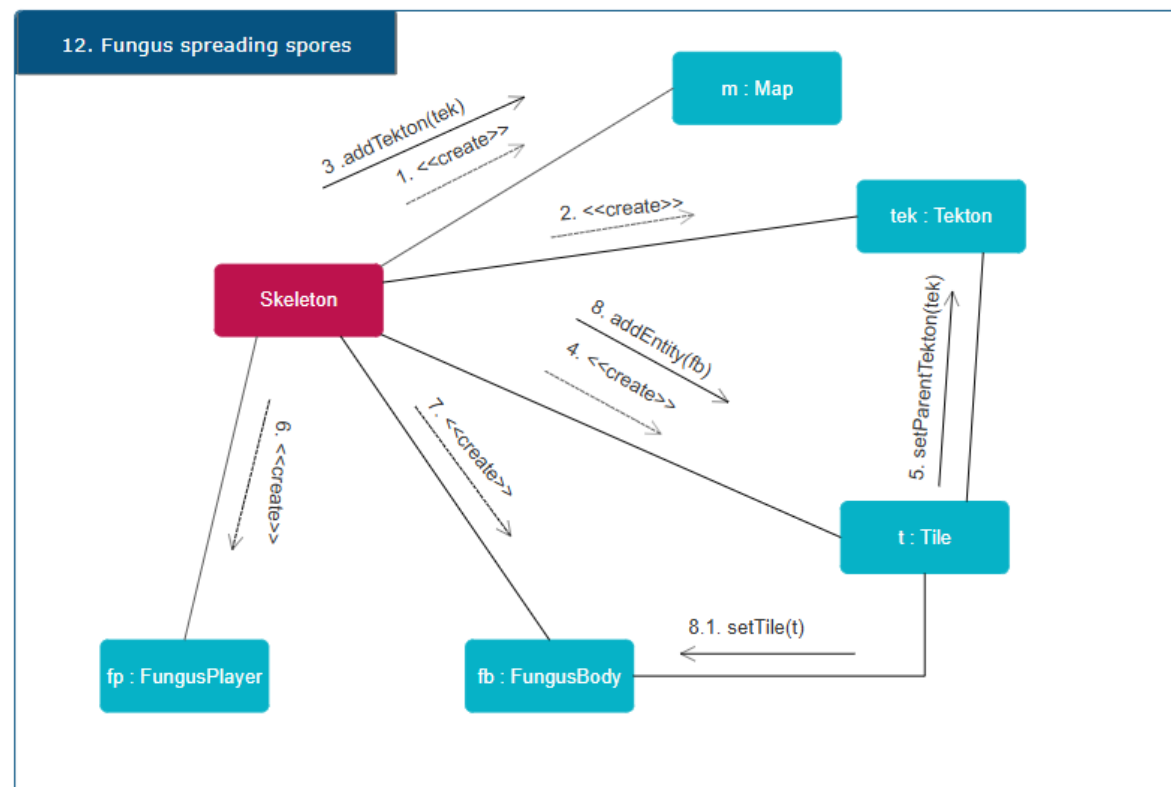 12. Fungus spreading spores
m : Map
3 .addTekton(tek)
1. <<create>>
2. <<create>>
tek : Tekton
Skeleton
8. addEntity(fb)
4. <<create>>
5. setParentTekton(tek)
6. <<create>>
7. <<create>>
t : Tile
8.1. setTile(t)
fp : FungusPlayer
fb : FungusBody